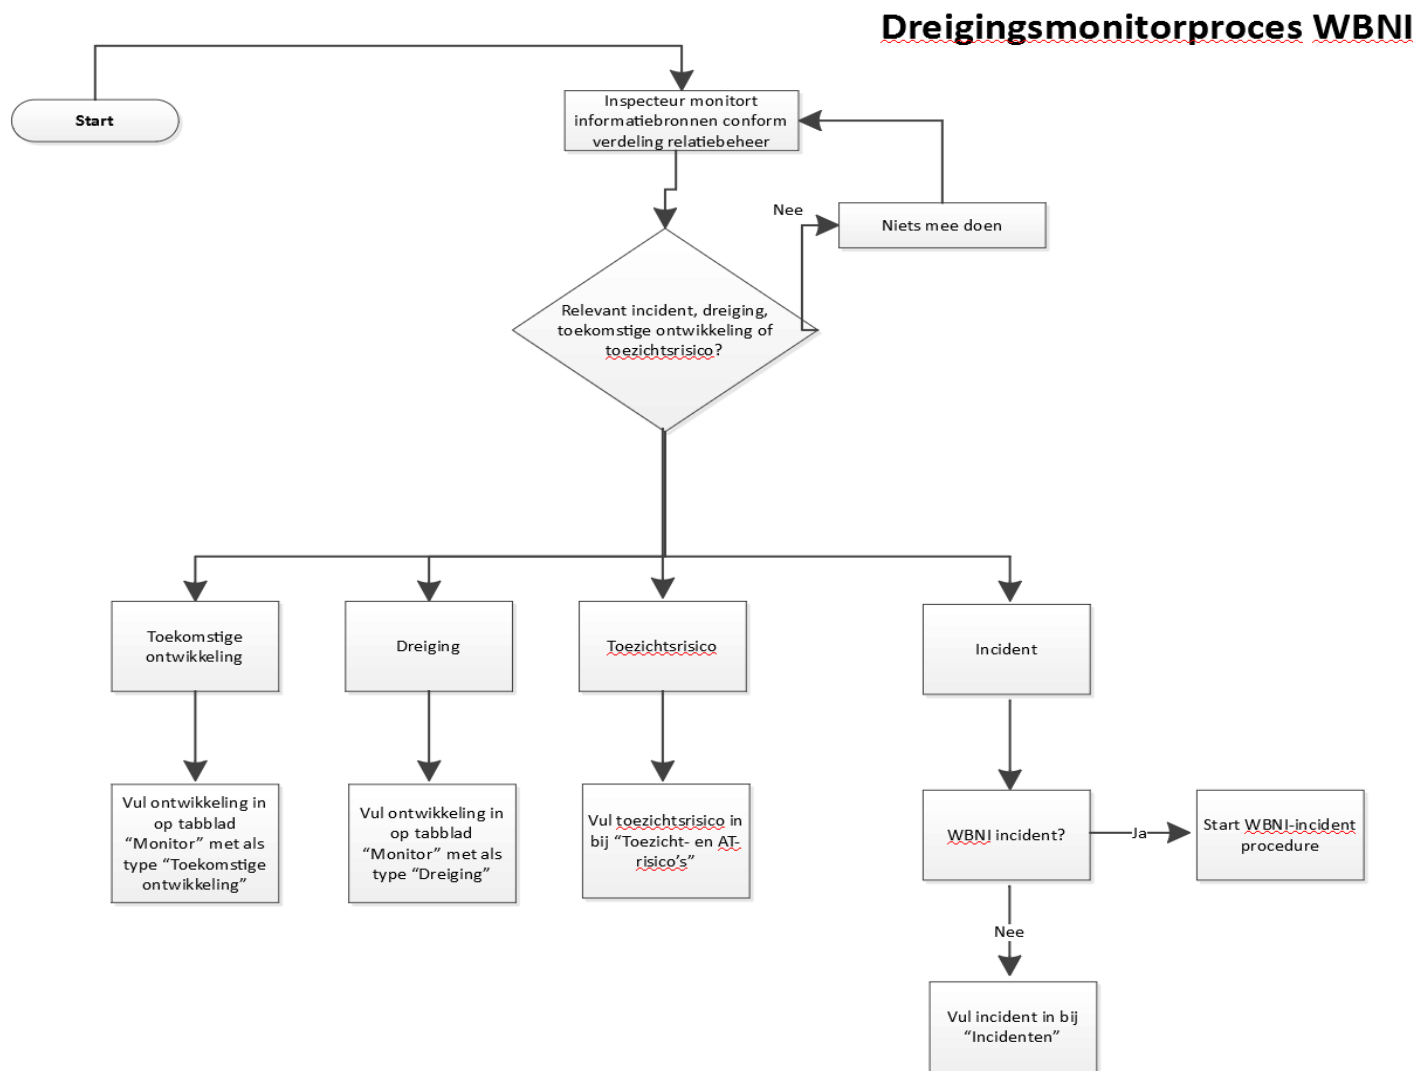 Dreigingsmonitorproces WBNI
Start
Inspecteur monitort
informatiebronnen conform
verdeling relatiebeheer
Nee
Niets mee doen
Relevant incident, dreiging,
toekomstige ontwikkeling of
toezichtsrisico?
Toekomstige
ontwikkeling
Dreiging
Toezichtsrisico
Incident
Vul ontwikkeling in
op tabblad
“Monitor” met als
type “Toekomstige
ontwikkeling”
Vul ontwikkeling in
op tabblad
“Monitor” met als
type “Dreiging”
Vul toezichtsrisico in
bij “Toezicht- en AT-
risico’s”
WBNI incident?
Ja
Start WBNI-incident
procedure
Nee
Vul incident in bij
“Incidenten”